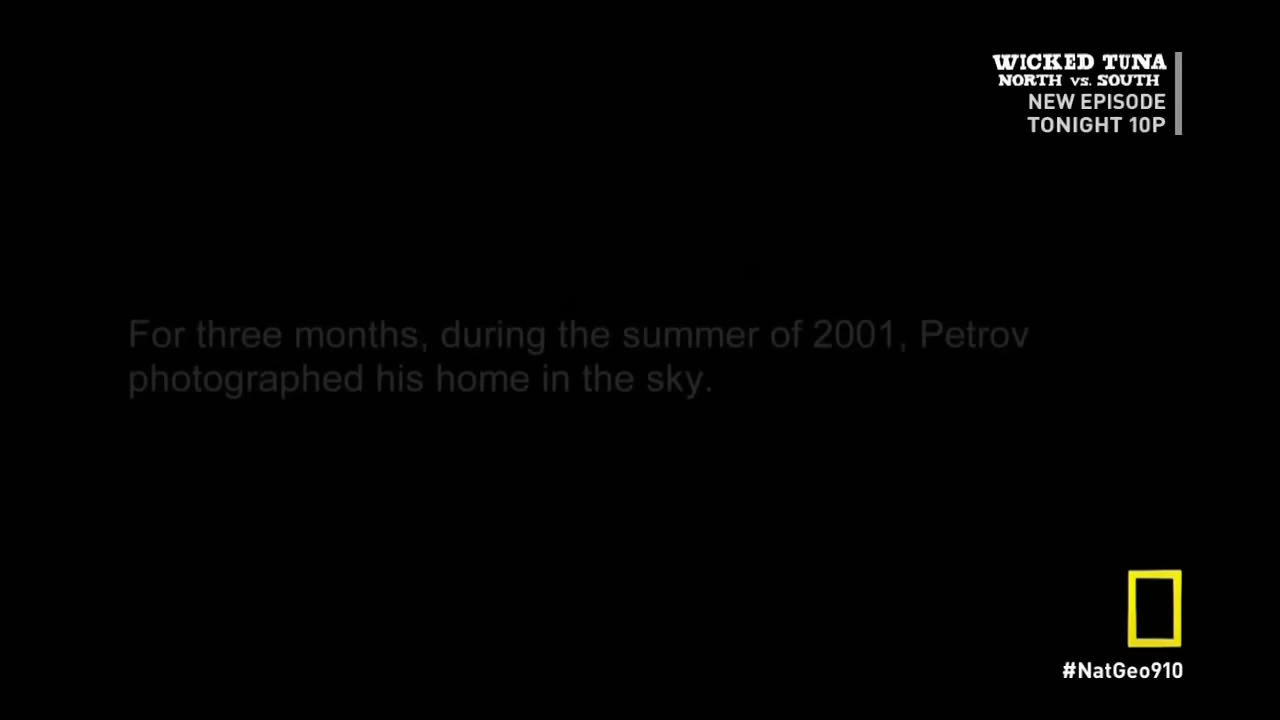 WICKED TUNA
NORTH vs. SOUTH
NEW EPISODE
TONIGHT 10P
For three months, during the summer of 2001, Petrov
photographed his home in the sky.
#NatGeo910